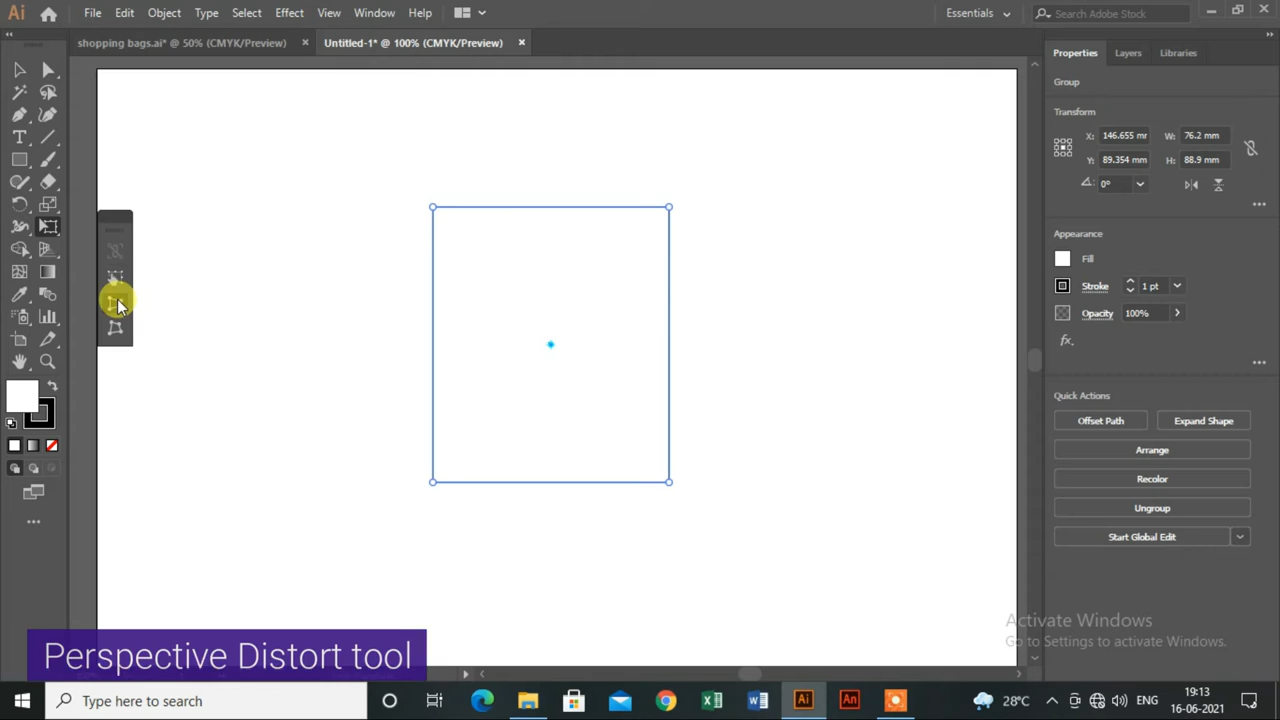 Ai File Edit Object Type Select Effect View Window Help Essentials Search Adobe Stock
shopping bags.ai* @ 50% (CMYK/Preview) × Untitled-1* @ 100% (CMYK/Preview) ×
Properties Layers Libraries
Group
Transform
X: 146.655 mr W: 76.2 mm
Y: 89.354 mm H: 88.9 mm
0°
Appearance
Fill
Stroke 1 pt
Opacity 100%
fx.
Quick Actions
Offset Path Expand Shape
Arrange
Recolor
Ungroup
Start Global Edit
Activate Windows
Go to Settings to activate Windows.
Perspective Distort tool
Type here to search
Ai An 28°C ENG
19:13
16-06-2021